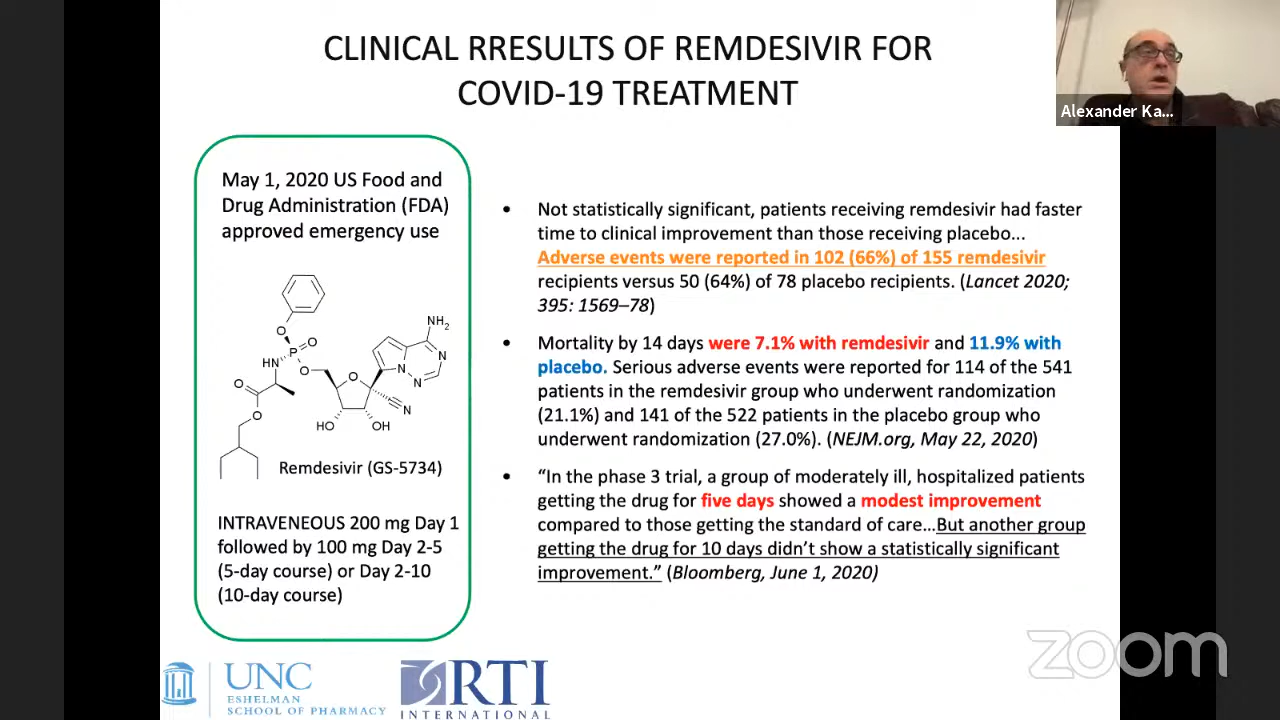 CLINICAL RRESULTS OF REMDESIVIR FOR
COVID-19 TREATMENT
Alexander Ka...
May 1, 2020 US Food and
Drug Administration (FDA)
approved emergency use
NH2
O
P
O
HN
O
O
O
O
N
N
N
N
HO
OH
Remdesivir (GS-5734)
INTRAVENEOUS 200 mg Day 1
followed by 100 mg Day 2-5
(5-day course) or Day 2-10
(10-day course)
• Not statistically significant, patients receiving remdesivir had faster
time to clinical improvement than those receiving placebo...
Adverse events were reported in 102 (66%) of 155 remdesivir
recipients versus 50 (64%) of 78 placebo recipients. (Lancet 2020;
395: 1569–78)
• Mortality by 14 days were 7.1% with remdesivir and 11.9% with
placebo. Serious adverse events were reported for 114 of the 541
patients in the remdesivir group who underwent randomization
(21.1%) and 141 of the 522 patients in the placebo group who
underwent randomization (27.0%). (NEJM.org, May 22, 2020)
• “In the phase 3 trial, a group of moderately ill, hospitalized patients
getting the drug for five days showed a modest improvement
compared to those getting the standard of care…But another group
getting the drug for 10 days didn’t show a statistically significant
improvement.” (Bloomberg, June 1, 2020)
UNC
ESHELMAN
SCHOOL OF PHARMACY
RTI
INTERNATIONAL
zoom